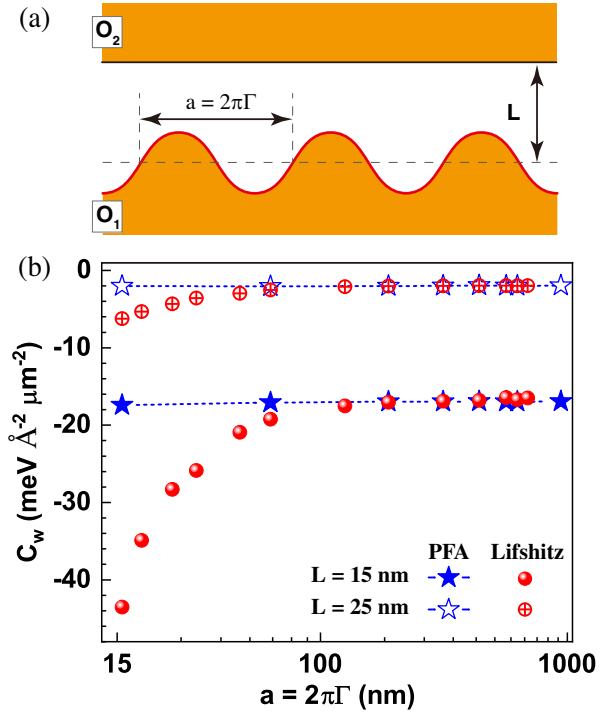 (a)
O₂
a = 2πΓ
L
O₁
(b)
0
-10
-20
-30
-40
C_w (meV Å⁻² μm⁻²)
PFA Lifshitz
L = 15 nm
L = 25 nm
15 100 1000
a = 2πΓ (nm)